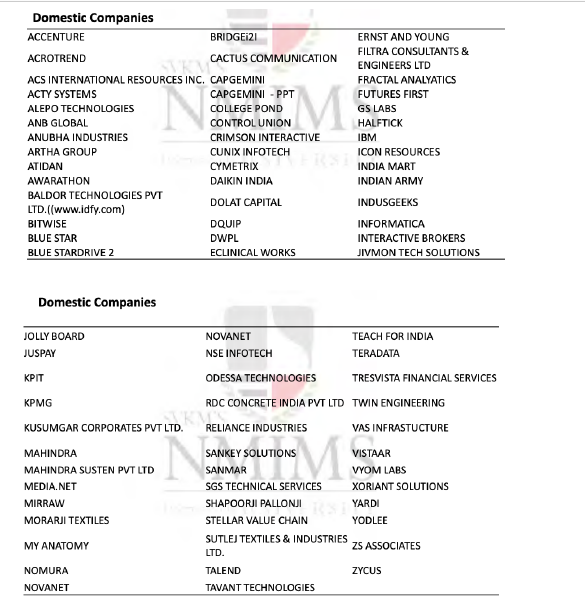 Domestic Companies
ACCENTURE BRIDGEi2I ERNST AND YOUNG
ACROTREND CACTUS COMMUNICATION FILTRA CONSULTANTS &
ENGINEERS LTD
ACS INTERNATIONAL RESOURCES INC. CAPGEMINI FRACTAL ANALYATICS
ACTY SYSTEMS CAPGEMINI - PPT FUTURES FIRST
ALEPO TECHNOLOGIES COLLEGE POND GS LABS
ANB GLOBAL CONTROL UNION HALFTICK
ANUBHA INDUSTRIES CRIMSON INTERACTIVE IBM
ARTHA GROUP CUNIX INFOTECH ICON RESOURCES
ATIDAN CYMETRIX INDIA MART
AWARATHON DAIKIN INDIA INDIAN ARMY
BALDOR TECHNOLOGIES PVT
LTD.((www.idfy.com) DOLAT CAPITAL INDUSGEEKS
BITWISE DQUIP INFORMATICA
BLUE STAR DWPL INTERACTIVE BROKERS
BLUE STARDRIVE 2 ECLINICAL WORKS JIVMON TECH SOLUTIONS
SVKM'S
NMIMS
Domestic Companies
JOLLY BOARD NOVANET TEACH FOR INDIA
JUSPAY NSE INFOTECH TERADATA
KPIT ODESSA TECHNOLOGIES TRESVISTA FINANCIAL SERVICES
KPMG RDC CONCRETE INDIA PVT LTD TWIN ENGINEERING
KUSUMGAR CORPORATES PVT LTD. RELIANCE INDUSTRIES VAS INFRASTUCTURE
MAHINDRA SANKEY SOLUTIONS VISTAAR
MAHINDRA SUSTEN PVT LTD SANMAR VYOM LABS
MEDIA.NET SGS TECHNICAL SERVICES XORIANT SOLUTIONS
MIRRAW SHAPOORJI PALLONJI YARDI
MORARJI TEXTILES STELLAR VALUE CHAIN YODLEE
MY ANATOMY SUTLEJ TEXTILES & INDUSTRIES
LTD. ZS ASSOCIATES
NOMURA TALEND ZYCUS
NOVANET TAVANT TECHNOLOGIES
SVKM'S
NMIMS